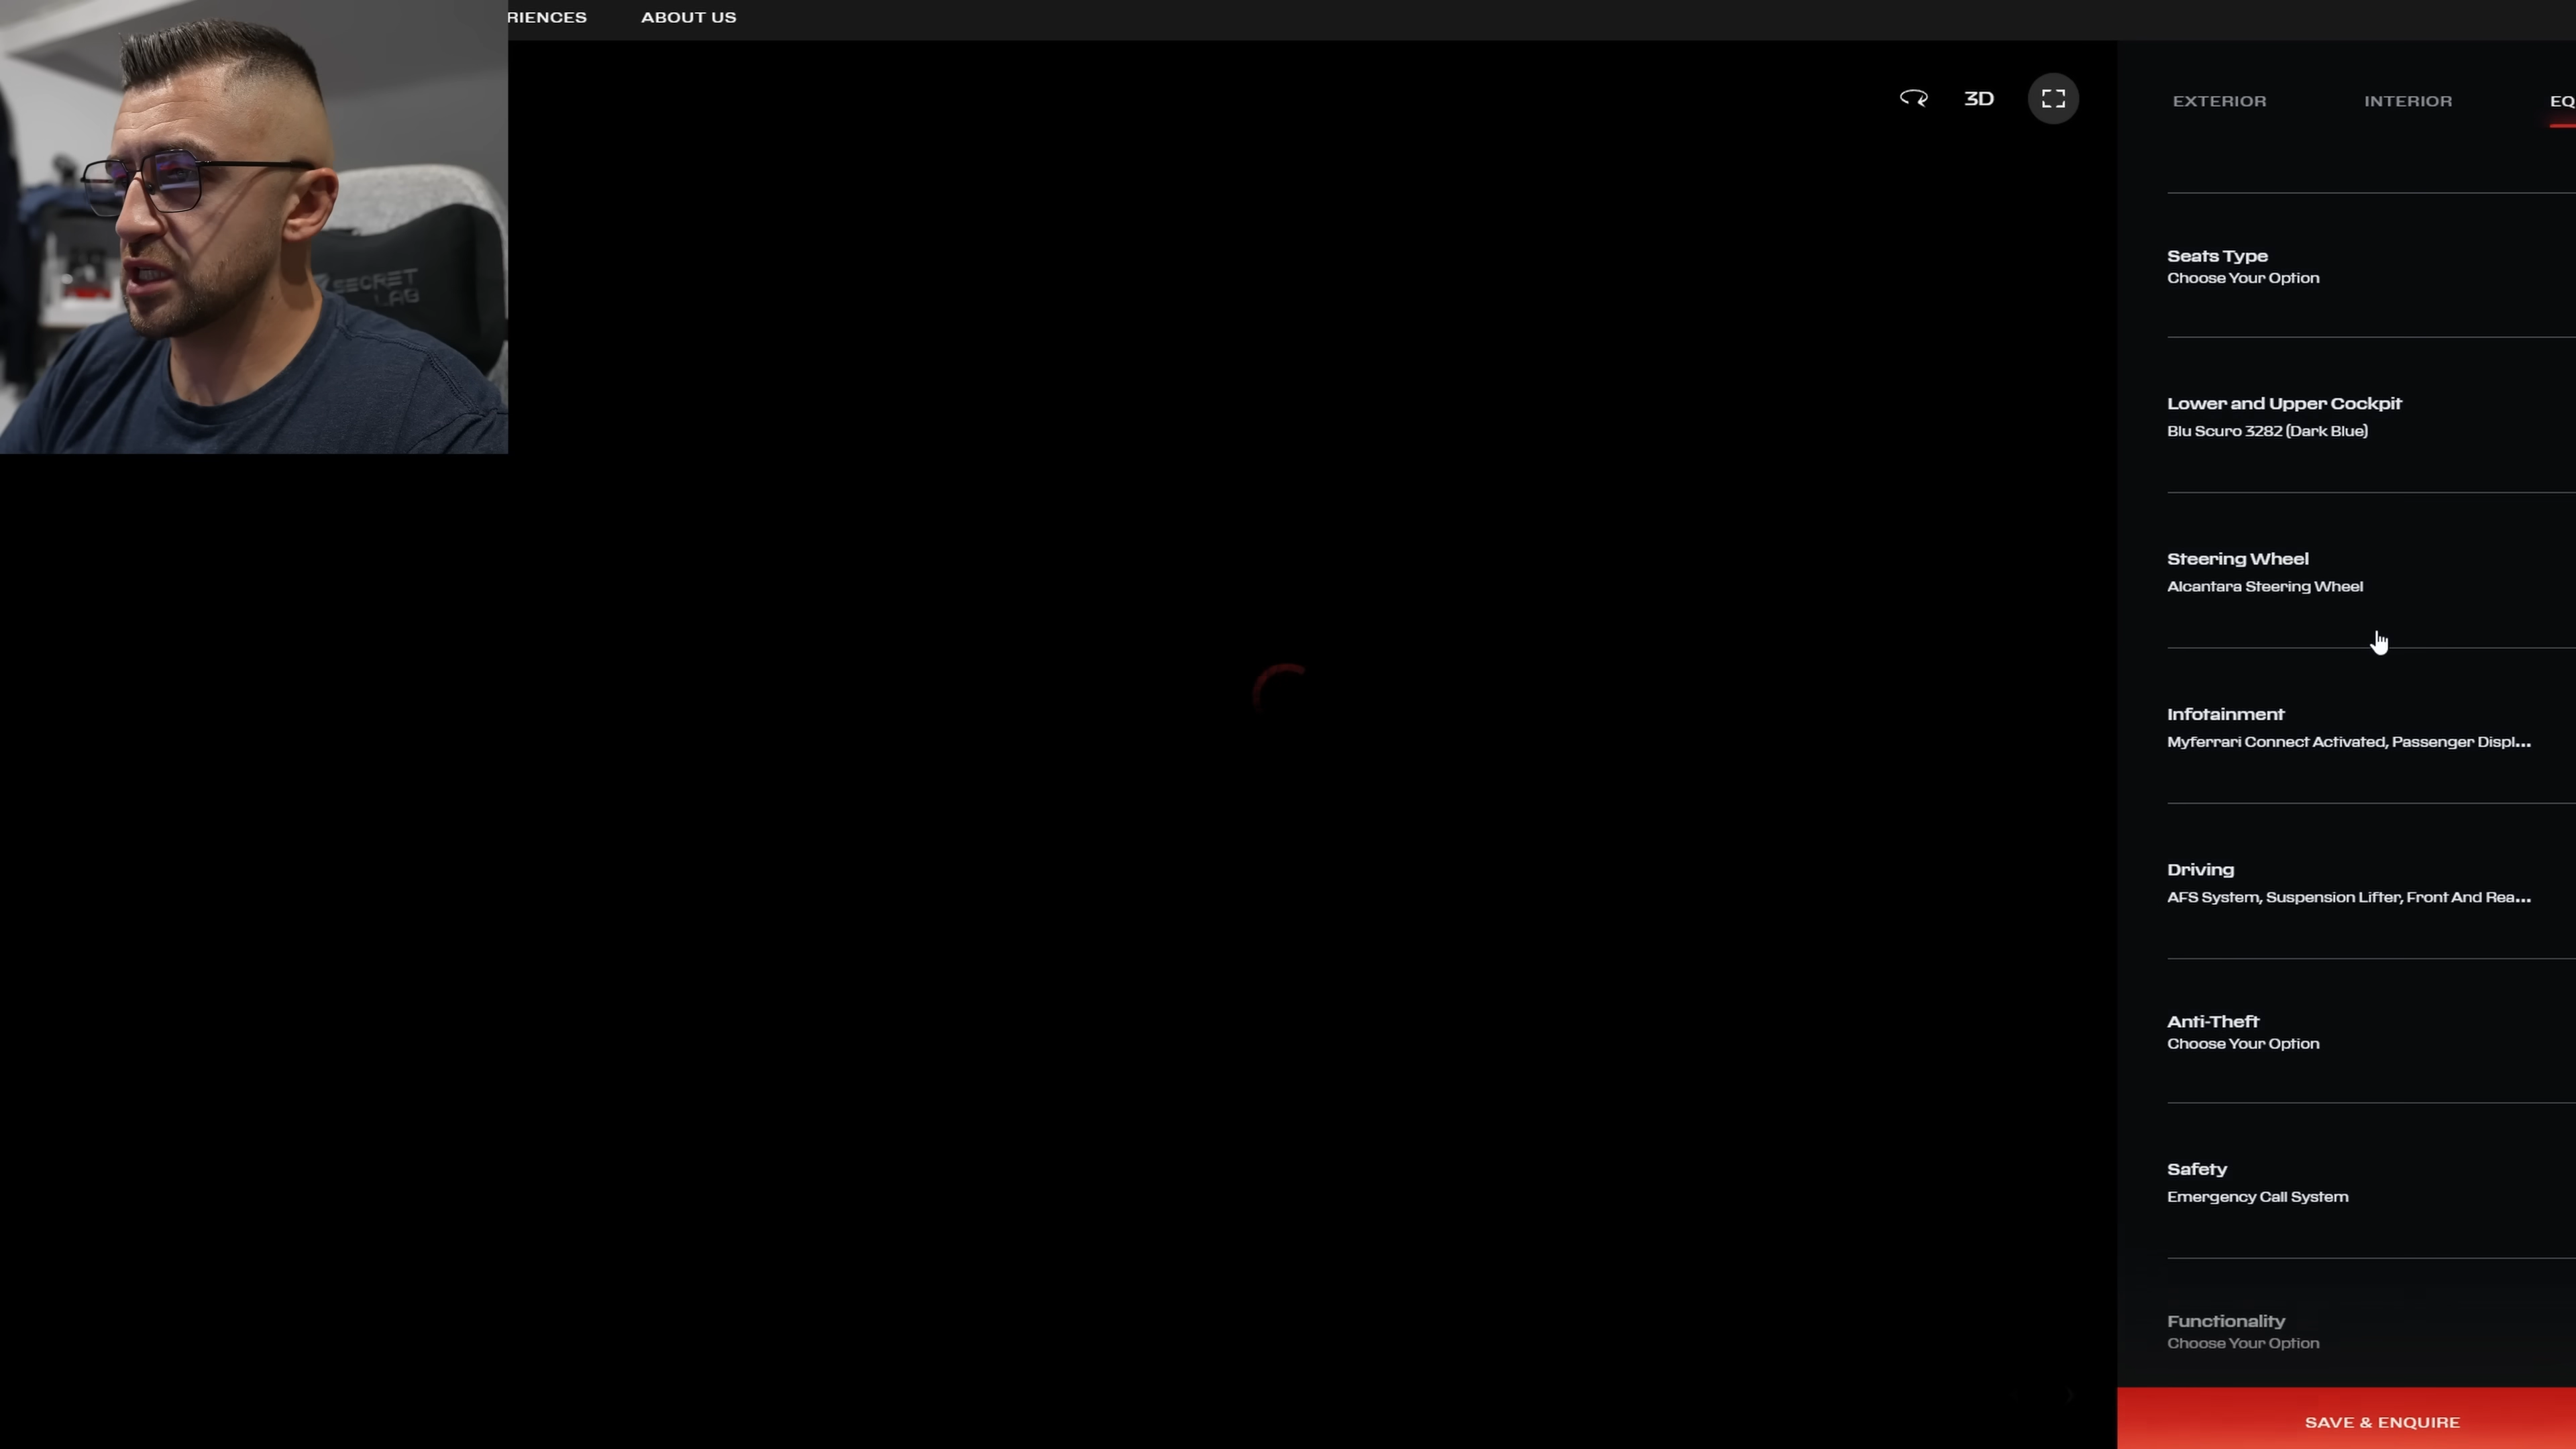 RIENCES
ABOUT US
SECRET
LAB
3D
EXTERIOR
INTERIOR
EQ
Seats Type
Choose Your Option
Lower and Upper Cockpit
Blu Scuro 3282 (Dark Blue)
Steering Wheel
Alcantara Steering Wheel
Infotainment
Myferrari Connect Activated, Passenger Displ...
Driving
AFS System, Suspension Lifter, Front And Rea...
Anti-Theft
Choose Your Option
Safety
Emergency Call System
Functionality
Choose Your Option
SAVE & ENQUIRE